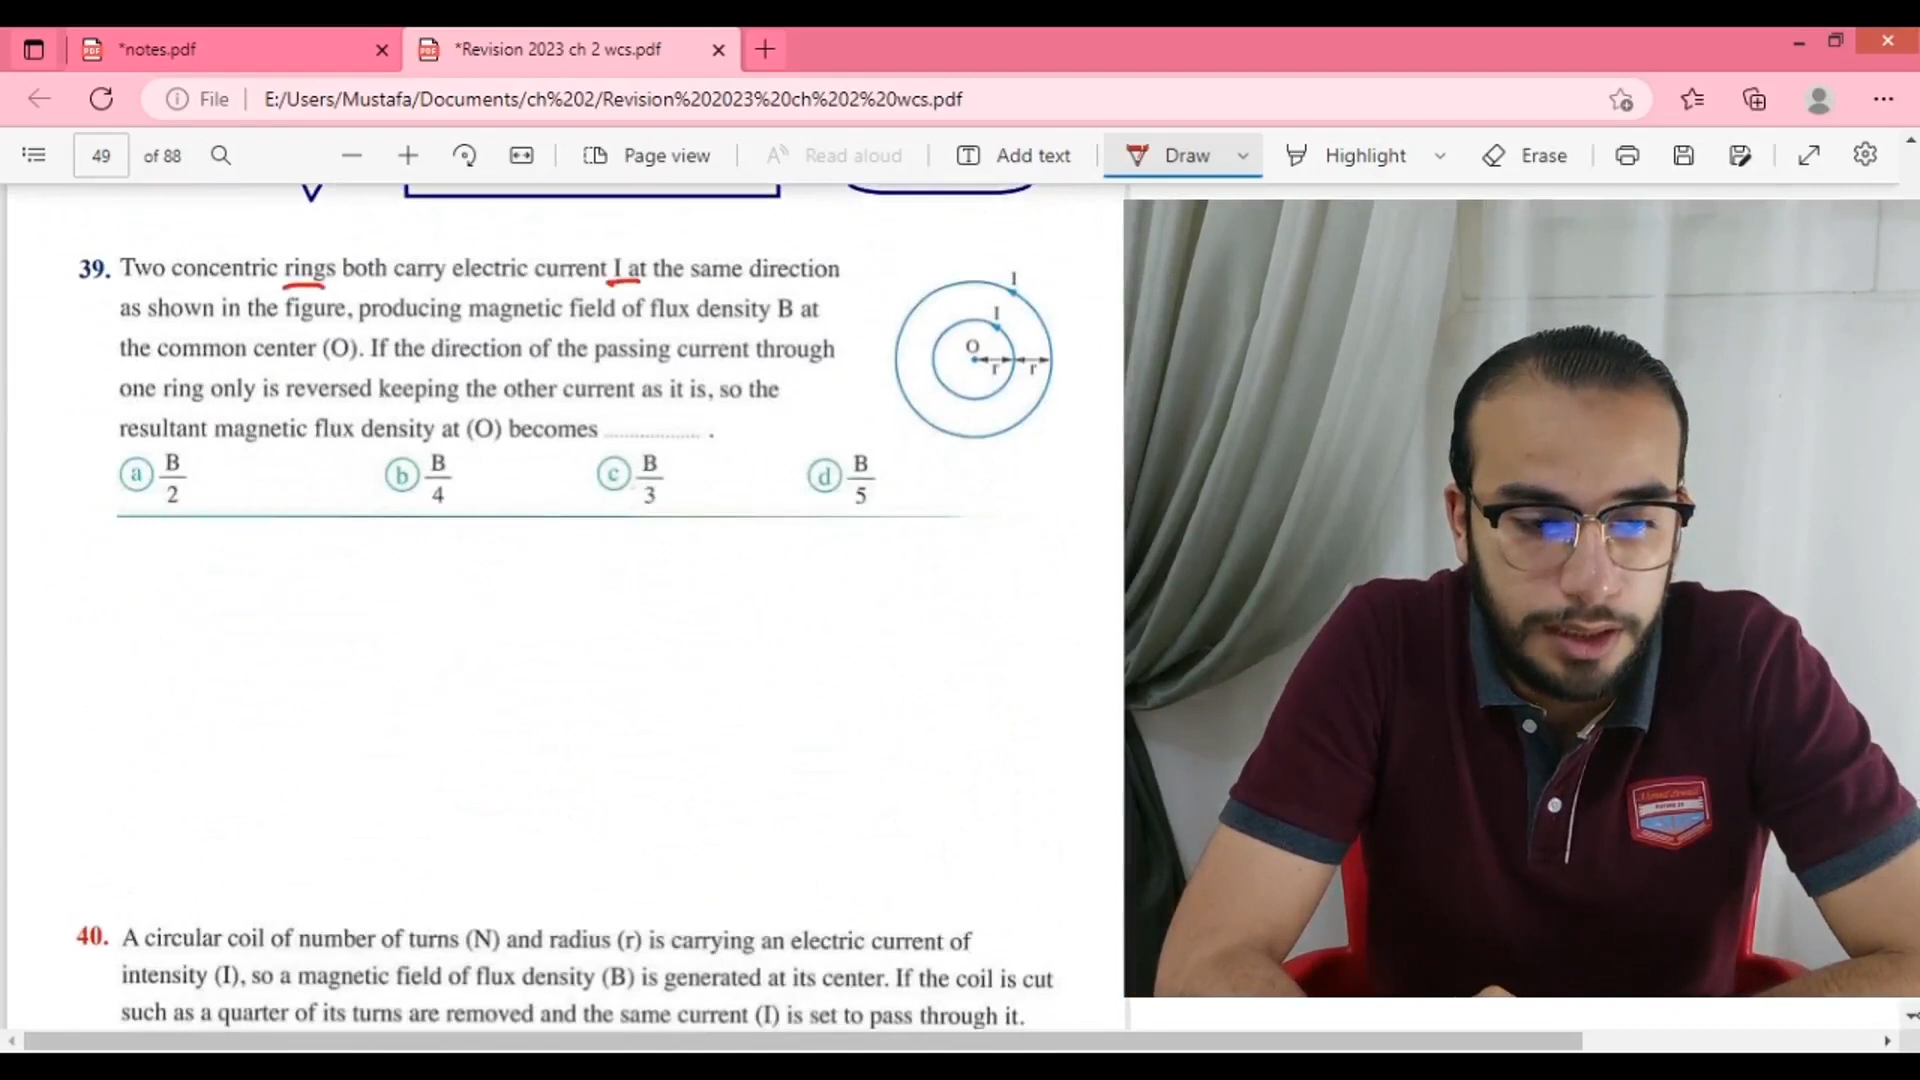 *notes.pdf
*Revision 2023 ch 2 wcs.pdf
File
E:/Users/Mustafa/Documents/ch%202/Revision%202023%20ch%202%20wcs.pdf
49 of 88
Page view
Read aloud
Add text
Draw
Highlight
Erase
39. Two concentric rings both carry electric current I at the same direction
as shown in the figure, producing magnetic field of flux density B at
the common center (O). If the direction of the passing current through
one ring only is reversed keeping the other current as it is, so the
resultant magnetic flux density at (O) becomes .................. .
I
I
O
r
r
a B/2
b B/4
c B/3
d B/5
40. A circular coil of number of turns (N) and radius (r) is carrying an electric current of
intensity (I), so a magnetic field of flux density (B) is generated at its center. If the coil is cut
such as a quarter of its turns are removed and the same current (I) is set to pass through it.